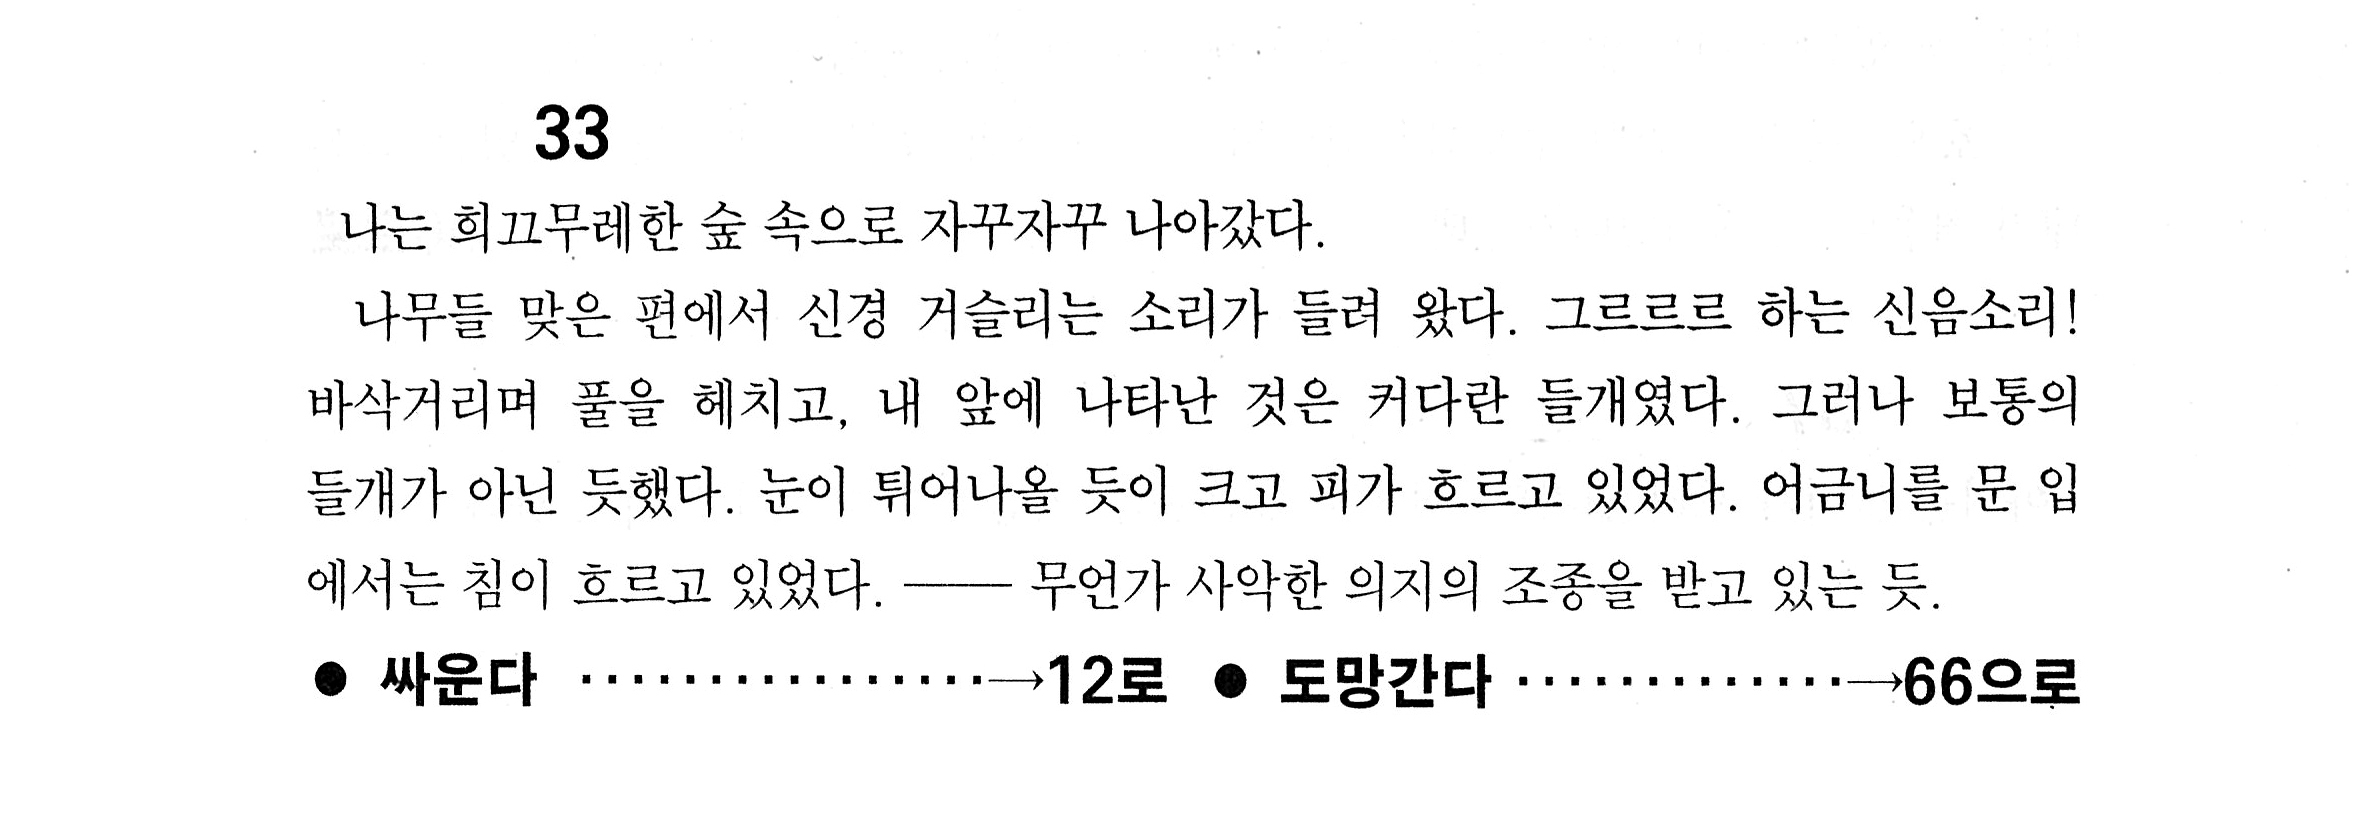 33
나는 희끄무레한 숲 속으로 자꾸자꾸 나아갔다.
나무들 맞은 편에서 신경 거슬리는 소리가 들려 왔다. 그르르르 하는 신음소리!
바삭거리며 풀을 헤치고, 내 앞에 나타난 것은 커다란 들개였다. 그러나 보통의
들개가 아닌 듯했다. 눈이 튀어나올 듯이 크고 피가 흐르고 있었다. 어금니를 문 입
에서는 침이 흐르고 있었다. ―― 무언가 사악한 의지의 조종을 받고 있는 듯.
● 싸운다 ················→12로 ● 도망간다 ·············→66으로